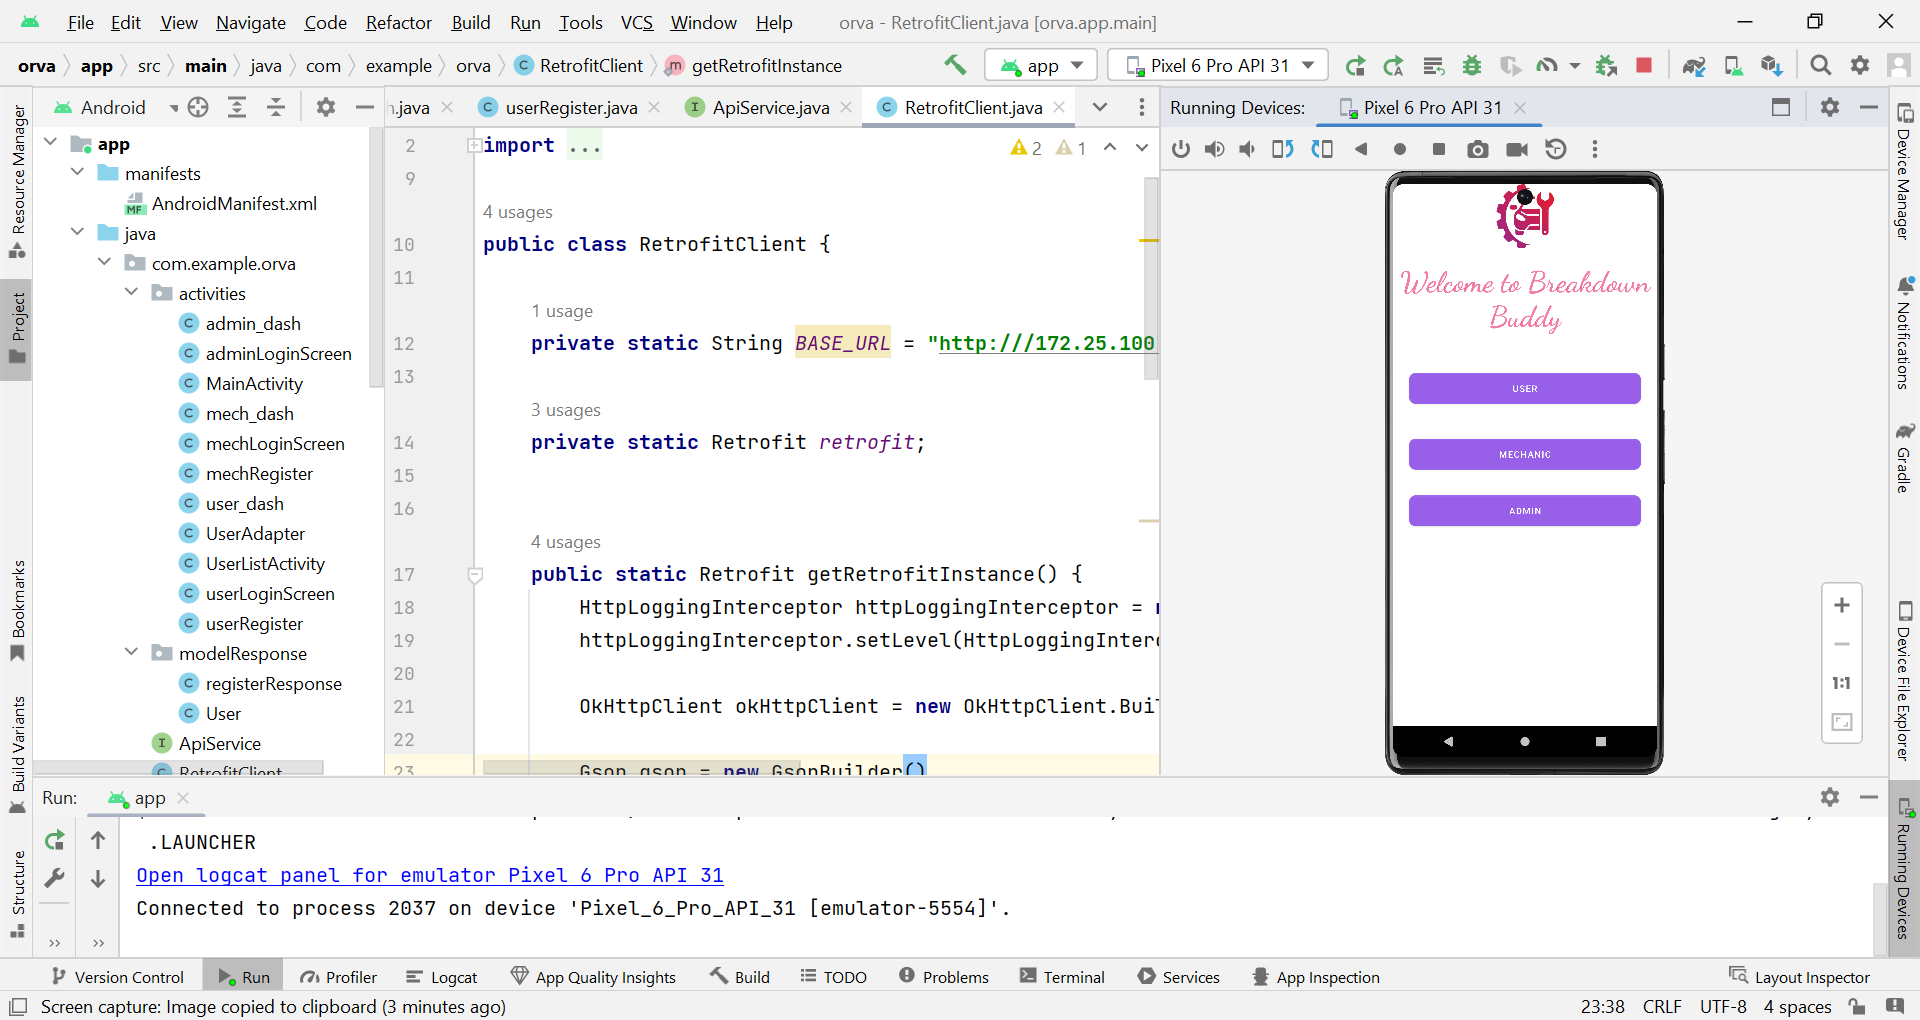 File Edit View Navigate Code Refactor Build Run Tools VCS Window Help orva - RetrofitClient.java [orva.app.main]
orva app src main java com example orva RetrofitClient getRetrofitInstance app Pixel 6 Pro API 31
Android
.java userRegister.java ApiService.java RetrofitClient.java
Running Devices: Pixel 6 Pro API 31
Resource Manager
Project
Bookmarks
Build Variants
Structure
app
manifests
AndroidManifest.xml
java
com.example.orva
activities
admin_dash
adminLoginScreen
MainActivity
mech_dash
mechLoginScreen
mechRegister
user_dash
UserAdapter
UserListActivity
userLoginScreen
userRegister
modelResponse
registerResponse
User
ApiService
RetrofitClient
2 import ...
2 1
9
4 usages
10 public class RetrofitClient {
11
1 usage
12 private static String BASE_URL = "http:///172.25.100
13
3 usages
14 private static Retrofit retrofit;
15
16
4 usages
17 public static Retrofit getRetrofitInstance() {
18 HttpLoggingInterceptor httpLoggingInterceptor =
19 httpLoggingInterceptor.setLevel(HttpLoggingInter
20
21 OkHttpClient okHttpClient = new OkHttpClient.Buil
22
23 Gson gson = new GsonBuilder()
Welcome to Breakdown
Buddy
USER
MECHANIC
ADMIN
1:1
Device Manager
Notifications
Gradle
Device File Explorer
Running Devices
Run: app
.LAUNCHER
Open logcat panel for emulator Pixel 6 Pro API 31
Connected to process 2037 on device 'Pixel_6_Pro_API_31 [emulator-5554]'.
Version Control Run Profiler Logcat App Quality Insights Build TODO Problems Terminal Services App Inspection Layout Inspector
Screen capture: Image copied to clipboard (3 minutes ago) 23:38 CRLF UTF-8 4 spaces